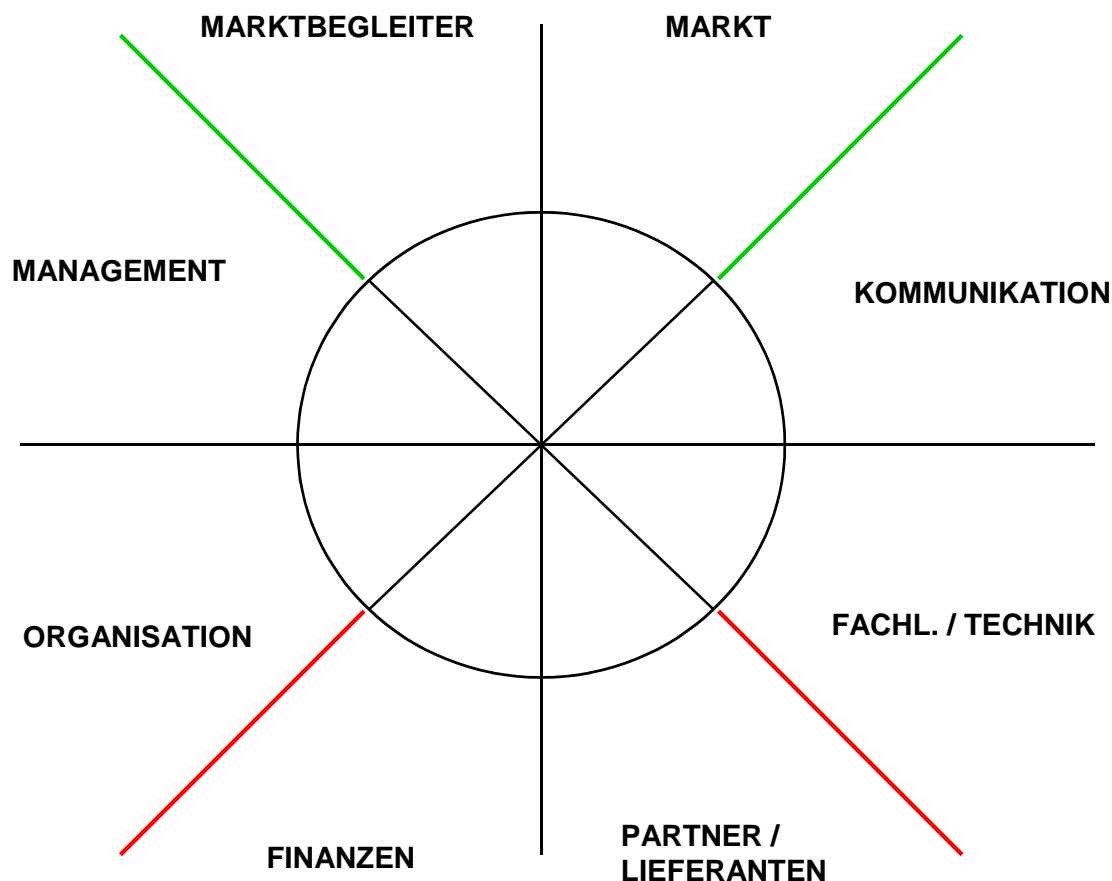 MARKTBEGLEITER
MARKT
MANAGEMENT
KOMMUNIKATION
ORGANISATION
FACHL. / TECHNIK
FINANZEN
PARTNER /
LIEFERANTEN